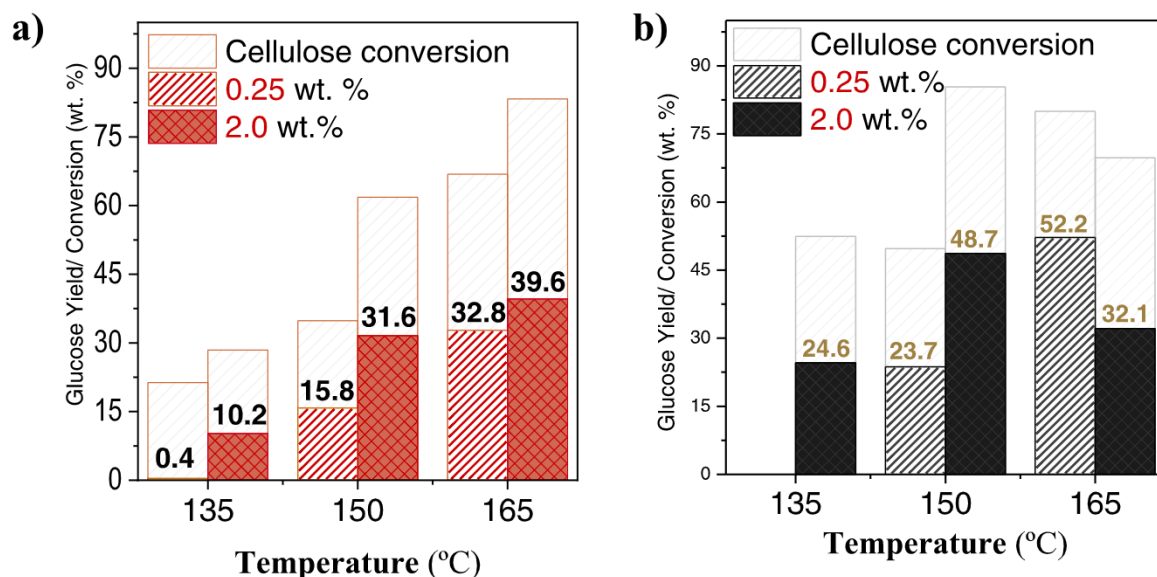 a)
Glucose Yield/ Conversion (wt. %)
90
75
60
45
30
15
0
Cellulose conversion
0.25 wt. %
2.0 wt.%
0.4
10.2
15.8
31.6
32.8
39.6
135
150
165
Temperature (ºC)
b)
Glucose Yield/ Conversion (wt. %)
90
75
60
45
30
15
0
Cellulose conversion
0.25 wt.%
2.0 wt.%
24.6
23.7
48.7
52.2
32.1
135
150
165
Temperature (ºC)